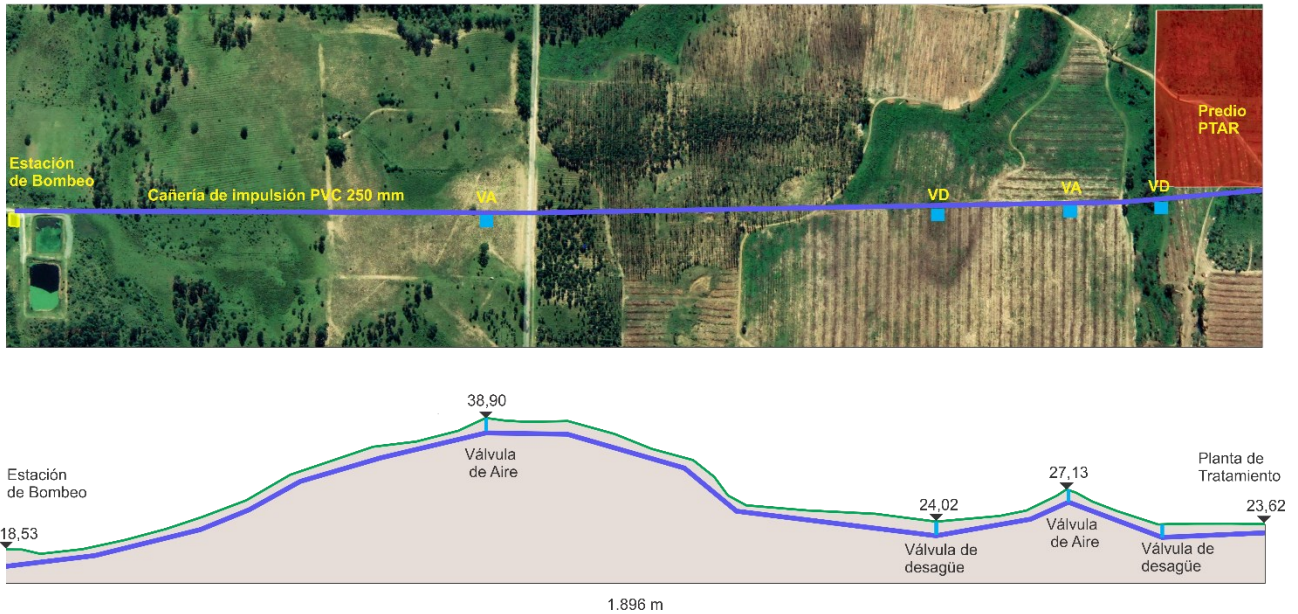 Predio
PTAR
Estación
de Bombeo
Cañería de impulsión PVC 250 mm
VA
VD
VA
VD
38,90
Estación
de Bombeo
Válvula
de Aire
27,13
Planta de
Tratamiento
18,53
24,02
23,62
Válvula de
desagüe
Válvula
de Aire
Válvula de
desagüe
1.896 m